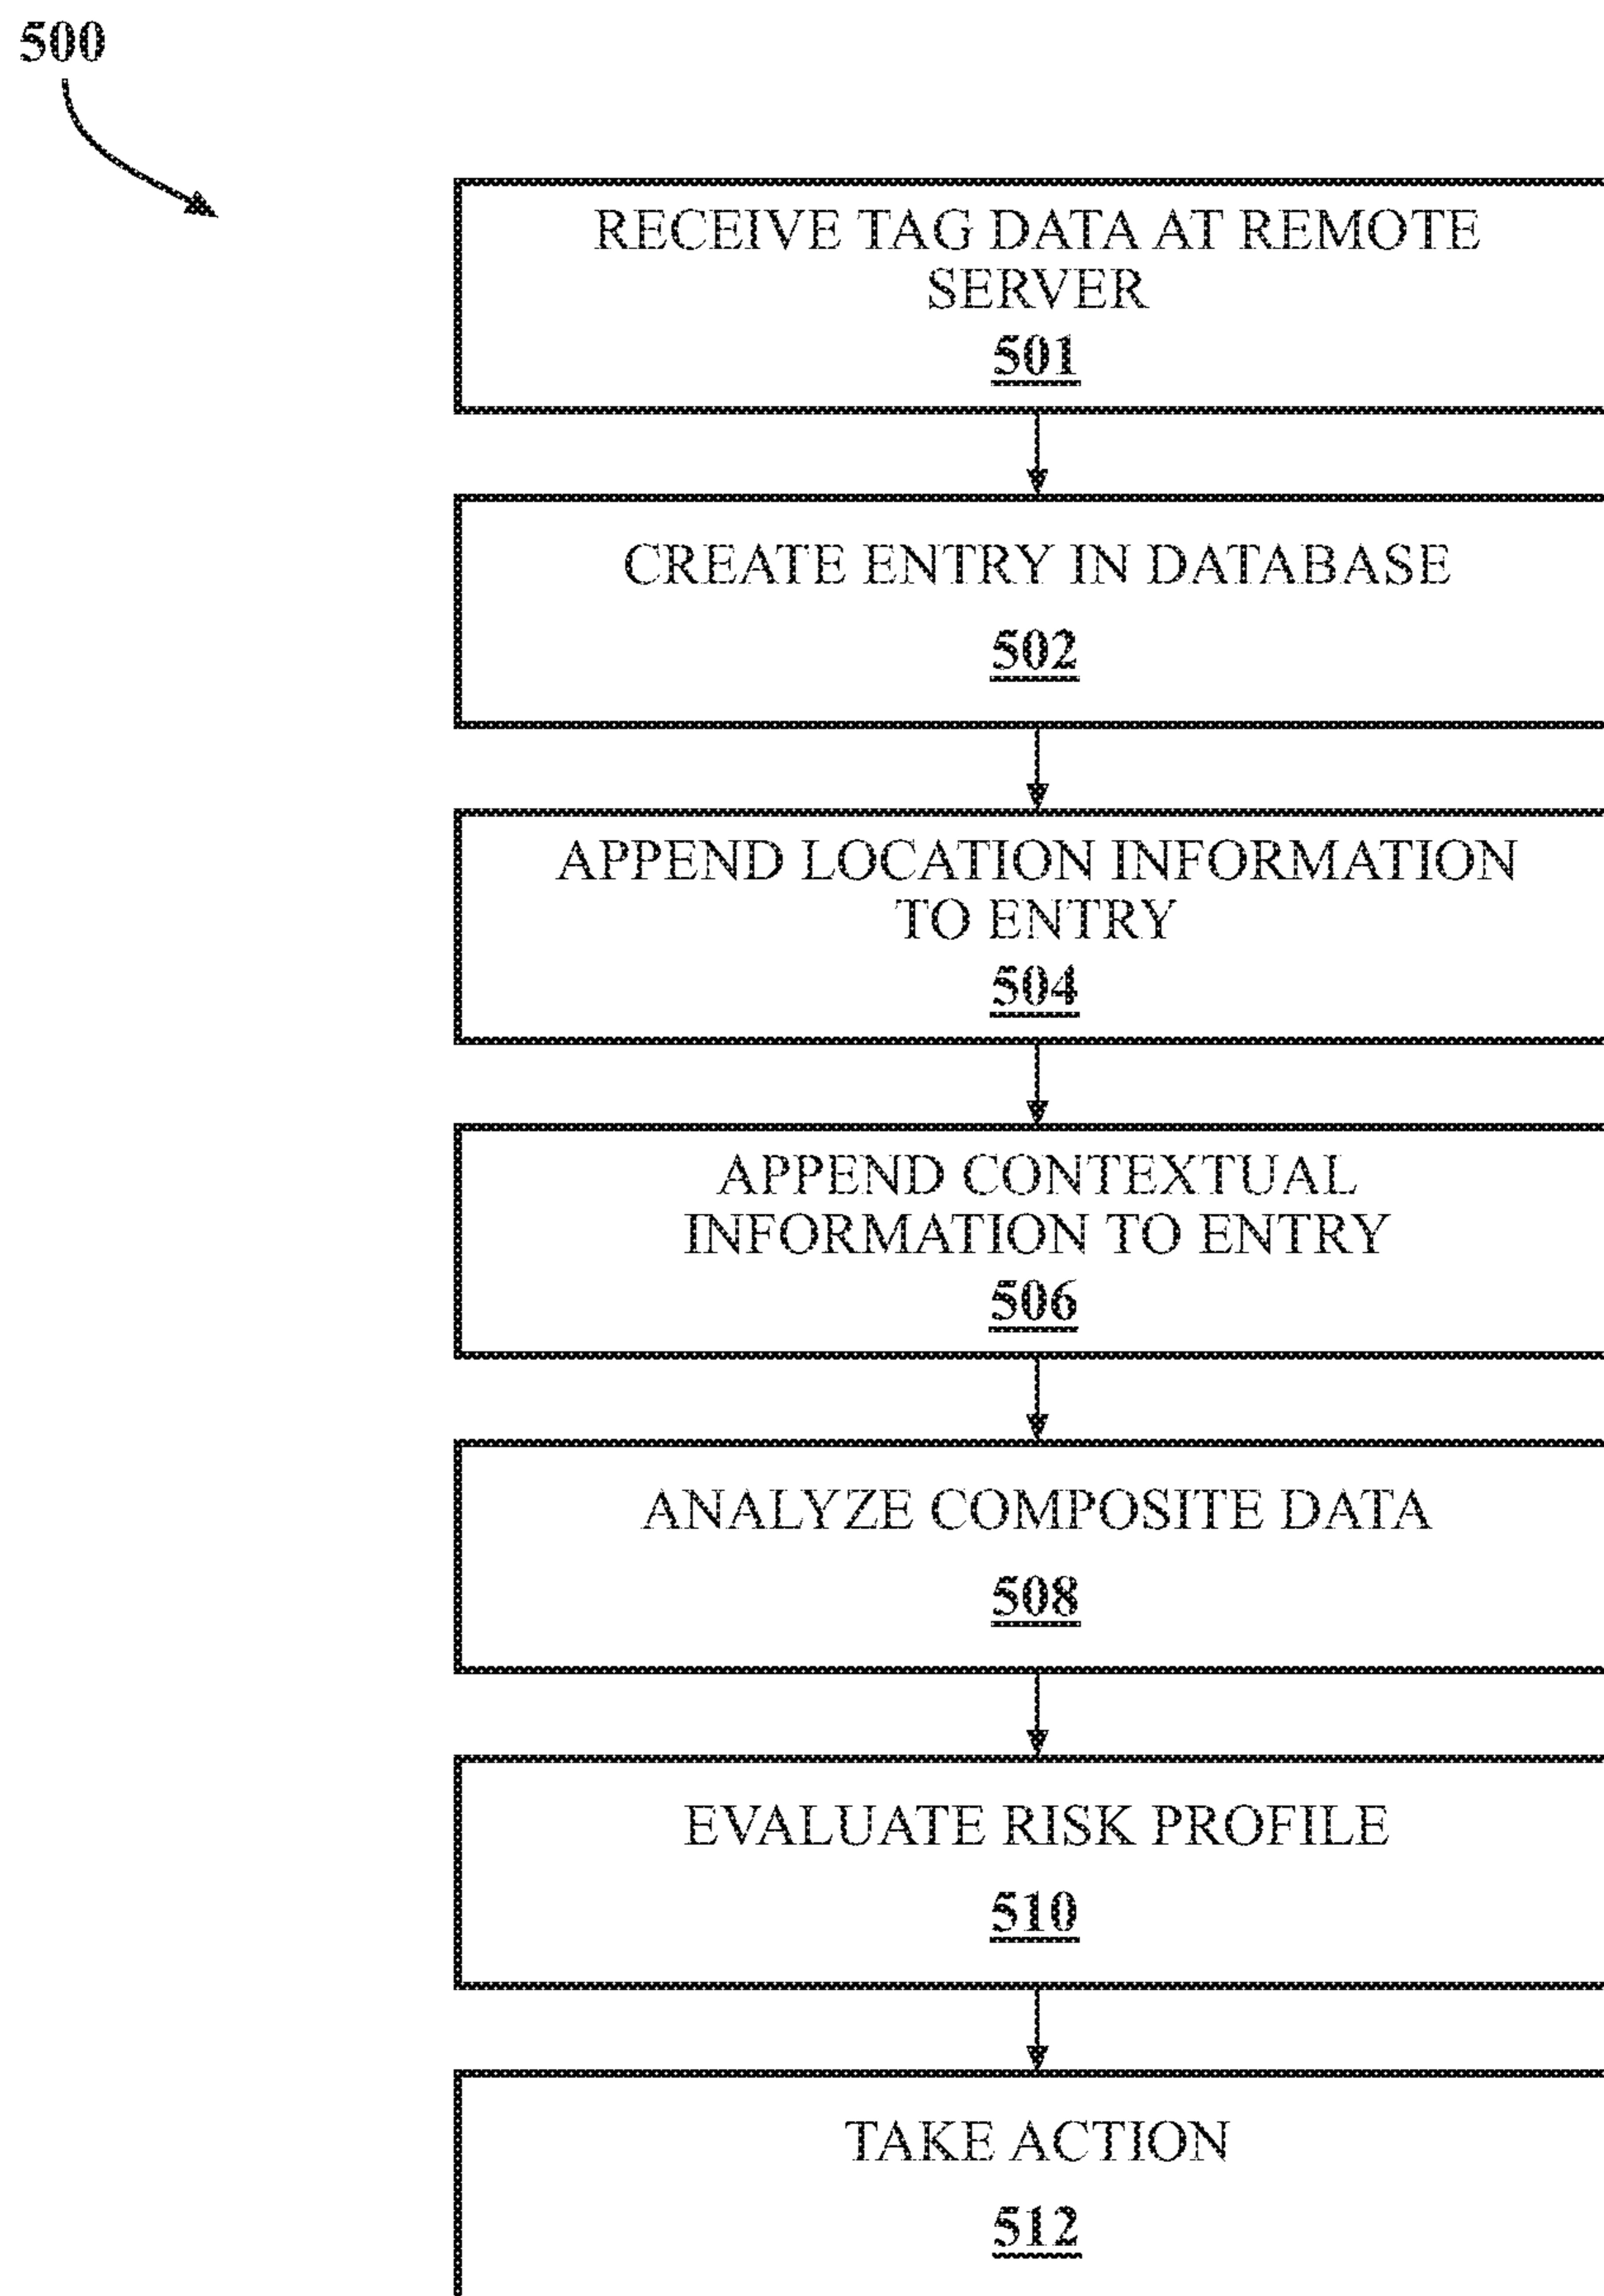 500
RECEIVE TAG DATA AT REMOTE
SERVER
501
CREATE ENTRY IN DATABASE
502
APPEND LOCATION INFORMATION
TO ENTRY
504
APPEND CONTEXTUAL
INFORMATION TO ENTRY
506
ANALYZE COMPOSITE DATA
508
EVALUATE RISK PROFILE
510
TAKE ACTION
512